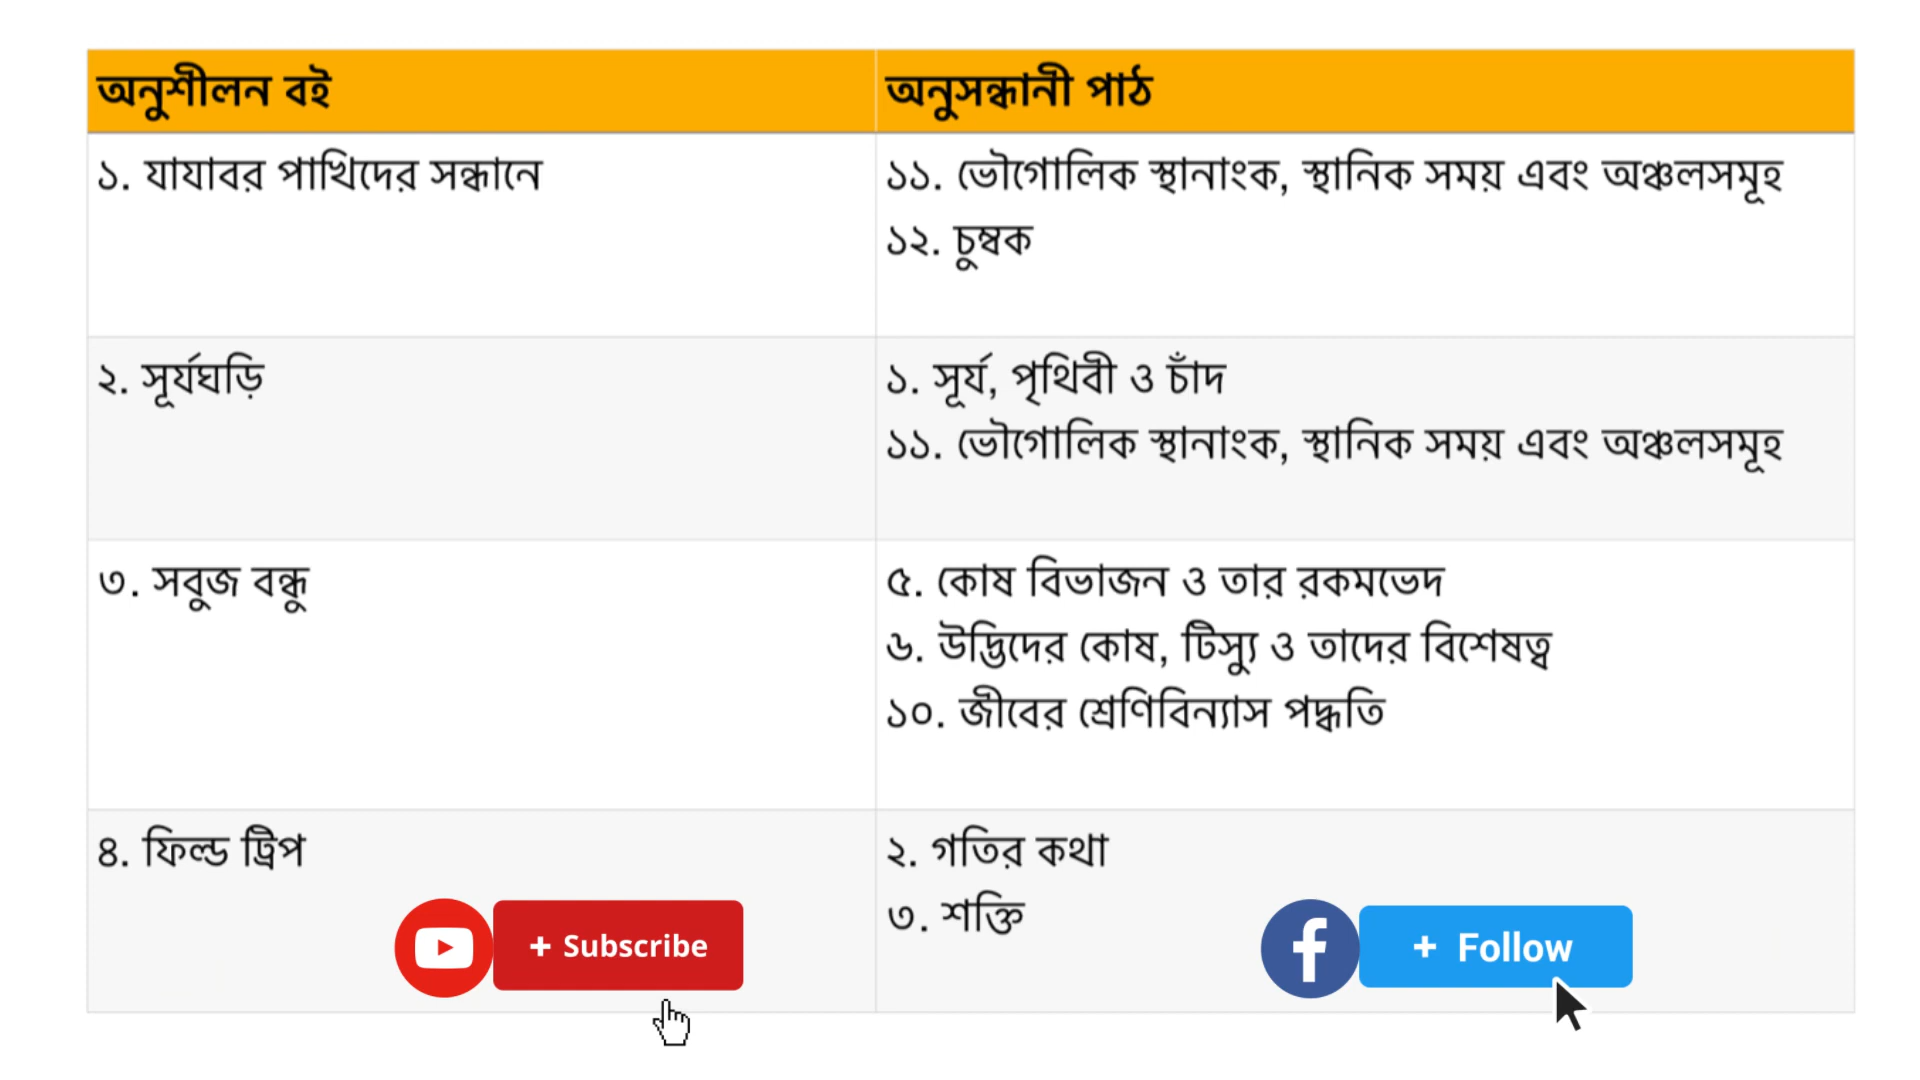 অনুশীলন বই
অনুসন্ধানী পাঠ
১. যাযাবর পাখিদের সন্ধানে
১১. ভৌগোলিক স্থানাংক, স্থানিক সময় এবং অঞ্চলসমূহ
১২. চুম্বক
২. সূর্যঘড়ি
১. সূর্য, পৃথিবী ও চাঁদ
১১. ভৌগোলিক স্থানাংক, স্থানিক সময় এবং অঞ্চলসমূহ
৩. সবুজ বন্ধু
৫. কোষ বিভাজন ও তার রকমভেদ
৬. উদ্ভিদের কোষ, টিস্যু ও তাদের বিশেষত্ব
১০. জীবের শ্রেণিবিন্যাস পদ্ধতি
৪. ফিল্ড ট্রিপ
২. গতির কথা
৩. শক্তি
+ Subscribe
+ Follow